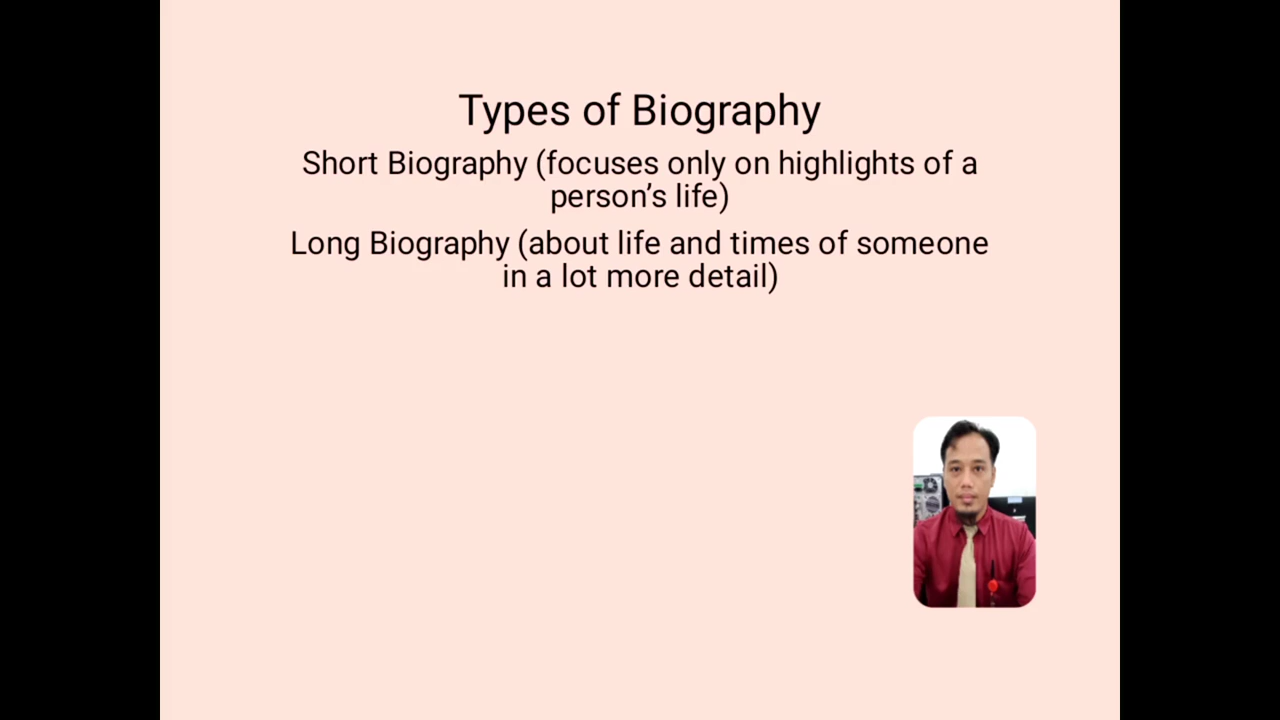 Types of Biography
Short Biography (focuses only on highlights of a
person’s life)
Long Biography (about life and times of someone
in a lot more detail)